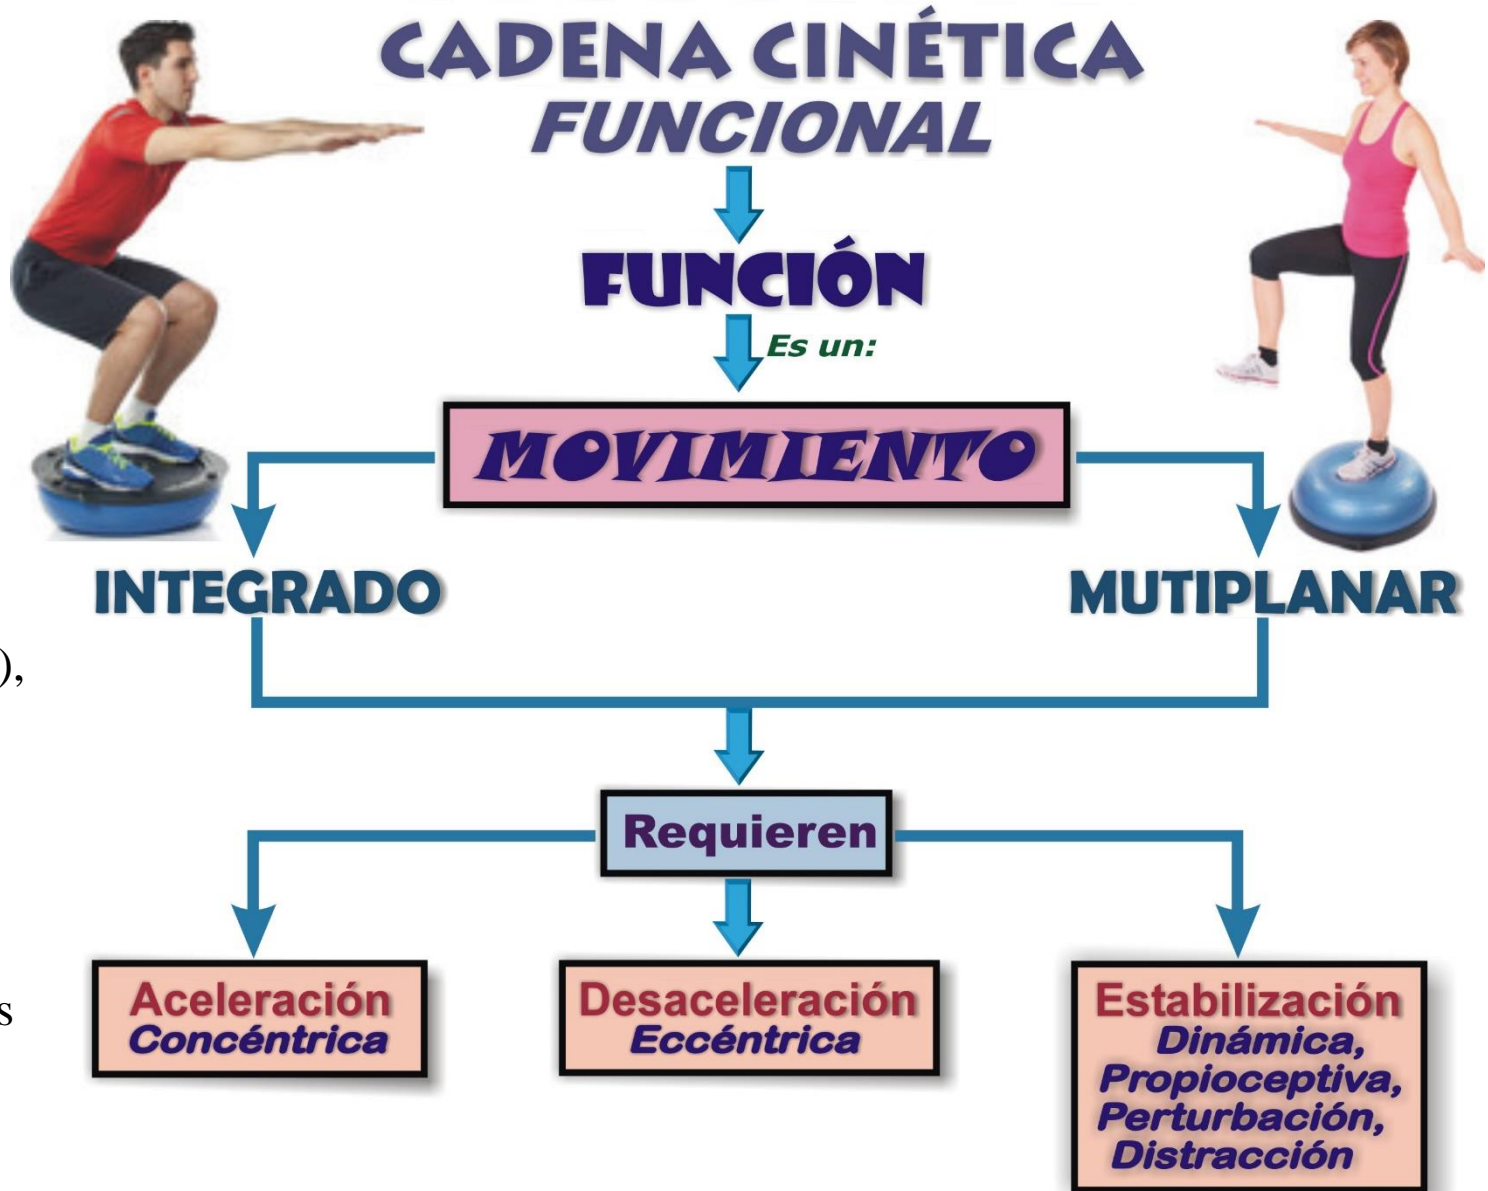 CADENA CINÉTICA
FUNCIONAL
FUNCIÓN
Es un:
MOVIMIENTO
INTEGRADO
MUTIPLANAR
),
Requieren
s
Aceleración
Concéntrica
Desaceleración
Eccéntrica
Estabilización
Dinámica,
Propioceptiva,
Perturbación,
Distracción